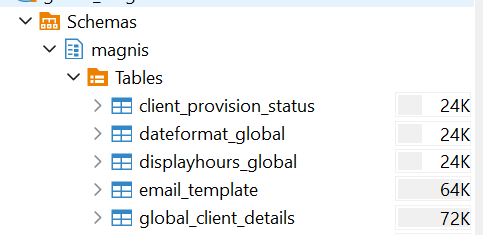 Schemas
magnis
Tables
client_provision_status 24K
dateformat_global 24K
displayhours_global 24K
email_template 64K
global_client_details 72K